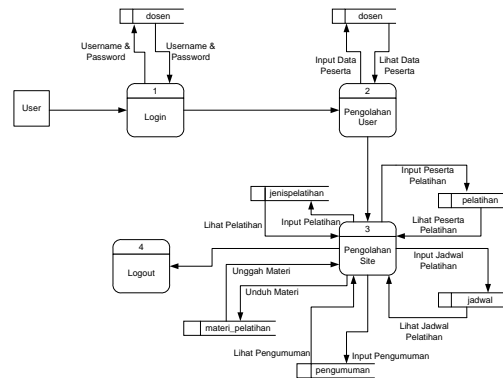 dosen
dosen
Username &
Password
Username &
Password
Input Data
Peserta
Lihat Data
Peserta
User
1
Login
2
Pengolahan
User
jenispelatihan
Input Peserta
Pelatihan
pelatihan
Lihat Pelatihan
Input Pelatihan
3
Pengolahan
Site
Lihat Peserta
Pelatihan
4
Logout
Input Jadwal
Pelatihan
Unggah Materi
Unduh Materi
jadwal
materi_pelatihan
Lihat Jadwal
Pelatihan
Lihat Pengumuman
Input Pengumuman
pengumuman